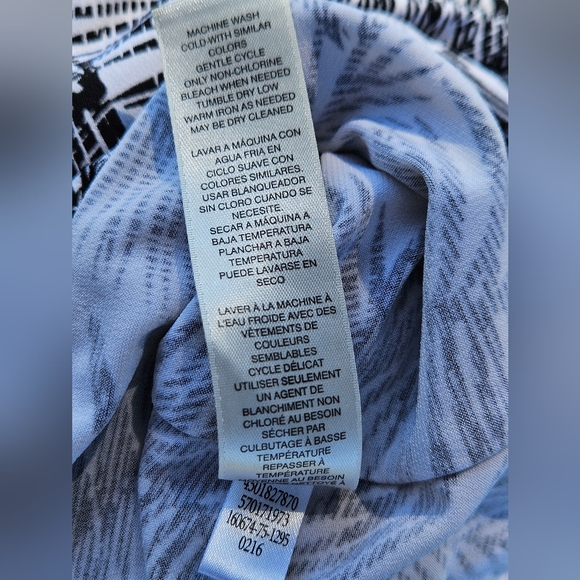 MACHINE WASH
COLD-WITH SIMILAR
COLORS
GENTLE CYCLE
ONLY NON-CHLORINE
BLEACH WHEN NEEDED
TUMBLE DRY LOW
WARM IRON AS NEEDED
MAY BE DRY CLEANED
LAVAR A MÁQUINA CON
AGUA FRIA EN
CICLO SUAVE CON
COLORES SIMILARES.
USAR BLANQUEADOR
SIN CLORO CUANDO SE
NECESITE.
SECAR A MÁQUINA A
BAJA TEMPERATURA
PLANCHAR A BAJA
TEMPERATURA
PUEDE LAVARSE EN
SECO
LAVER À LA MACHINE À
L'EAU FROIDE AVEC DES
VÊTEMENTS DE
COULEURS
SEMBLABLES
CYCLE DÉLICAT
UTILISER SEULEMENT
UN AGENT DE
BLANCHIMENT NON
CHLORÉ AU BESOIN
SÉCHER PAR
CULBUTAGE À BASSE
TEMPÉRATURE
REPASSER À
TEMPÉRATURE
AU BESOIN
4501827870
570171973
160674-75-1295
0216